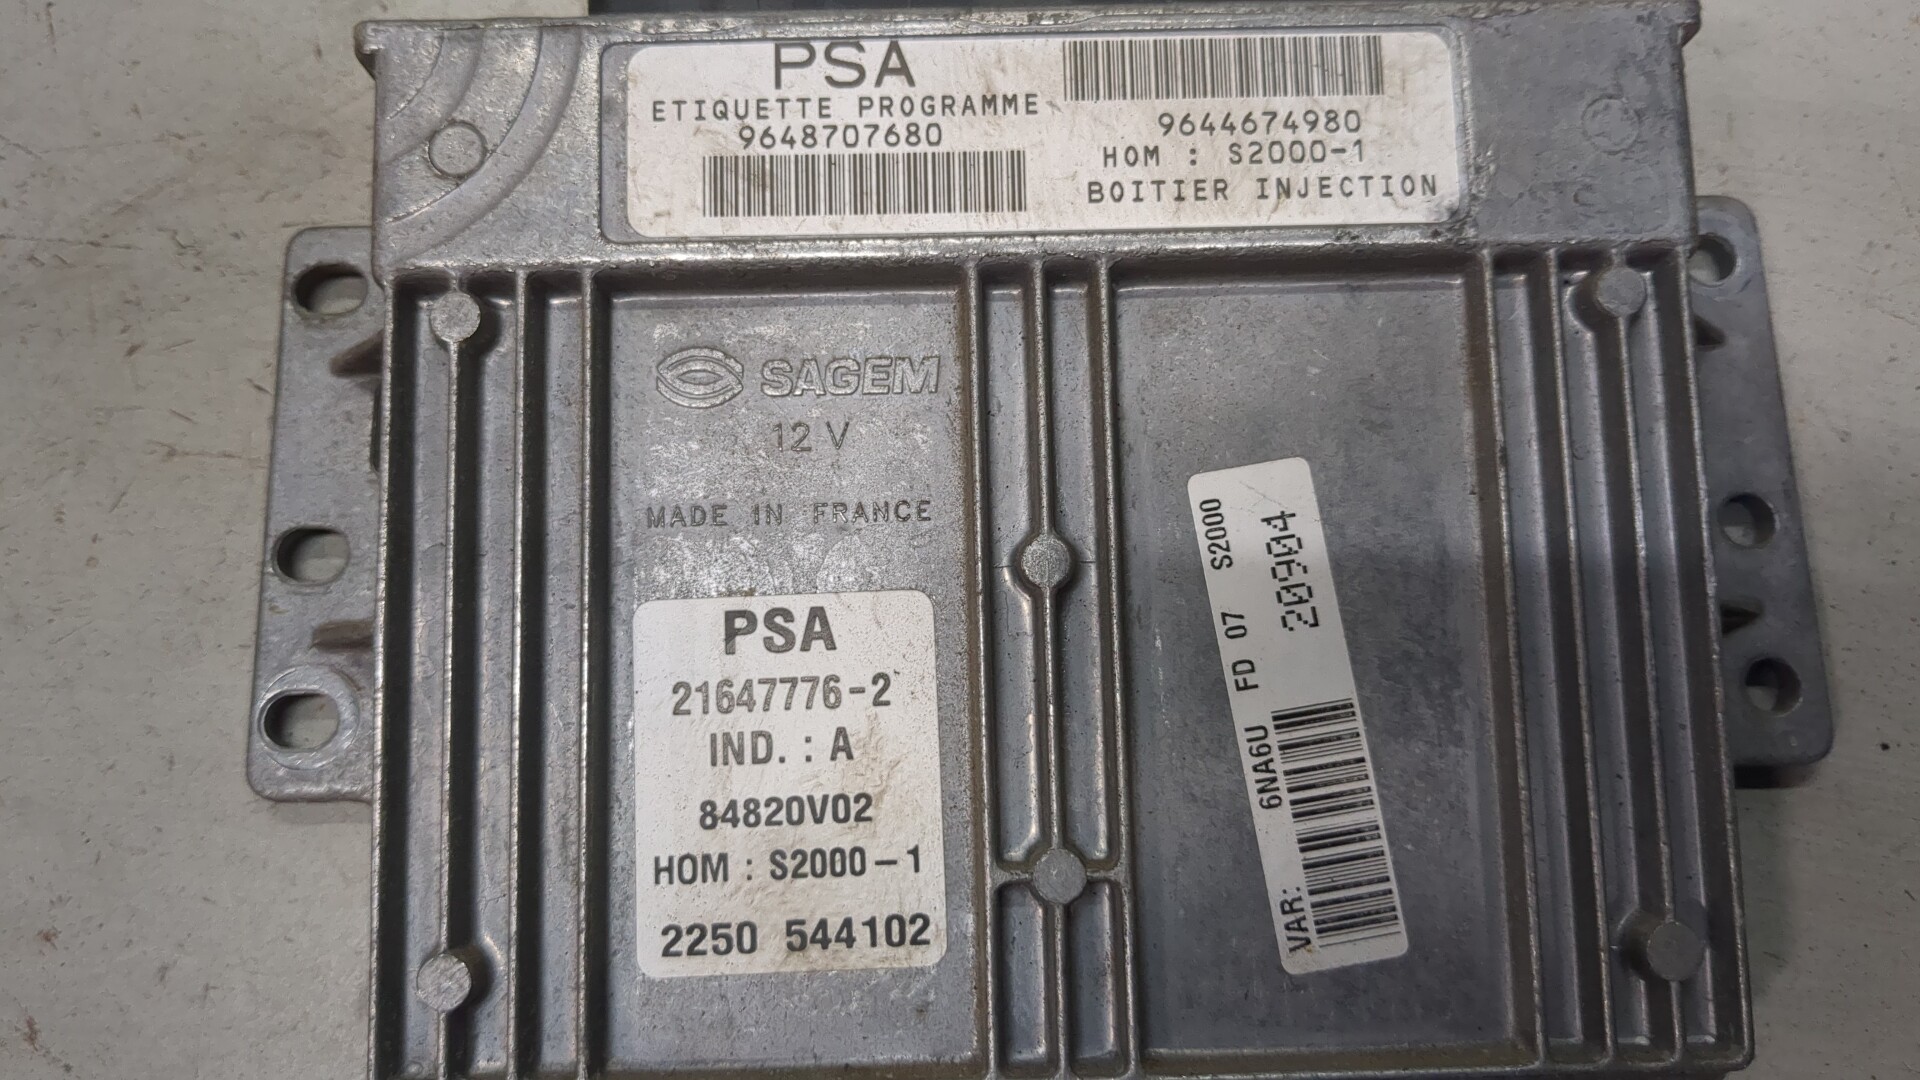 PSA
ETIQUETTE PROGRAMME
9648707680
9644674980
HOM : S2000-1
BOITIER INJECTION
SAGEM
12 V
MADE IN FRANCE
PSA
21647776-2
IND. : A
84820V02
HOM : S2000-1
2250 544102
VAR: 6NA6U FD 07 S2000
20904